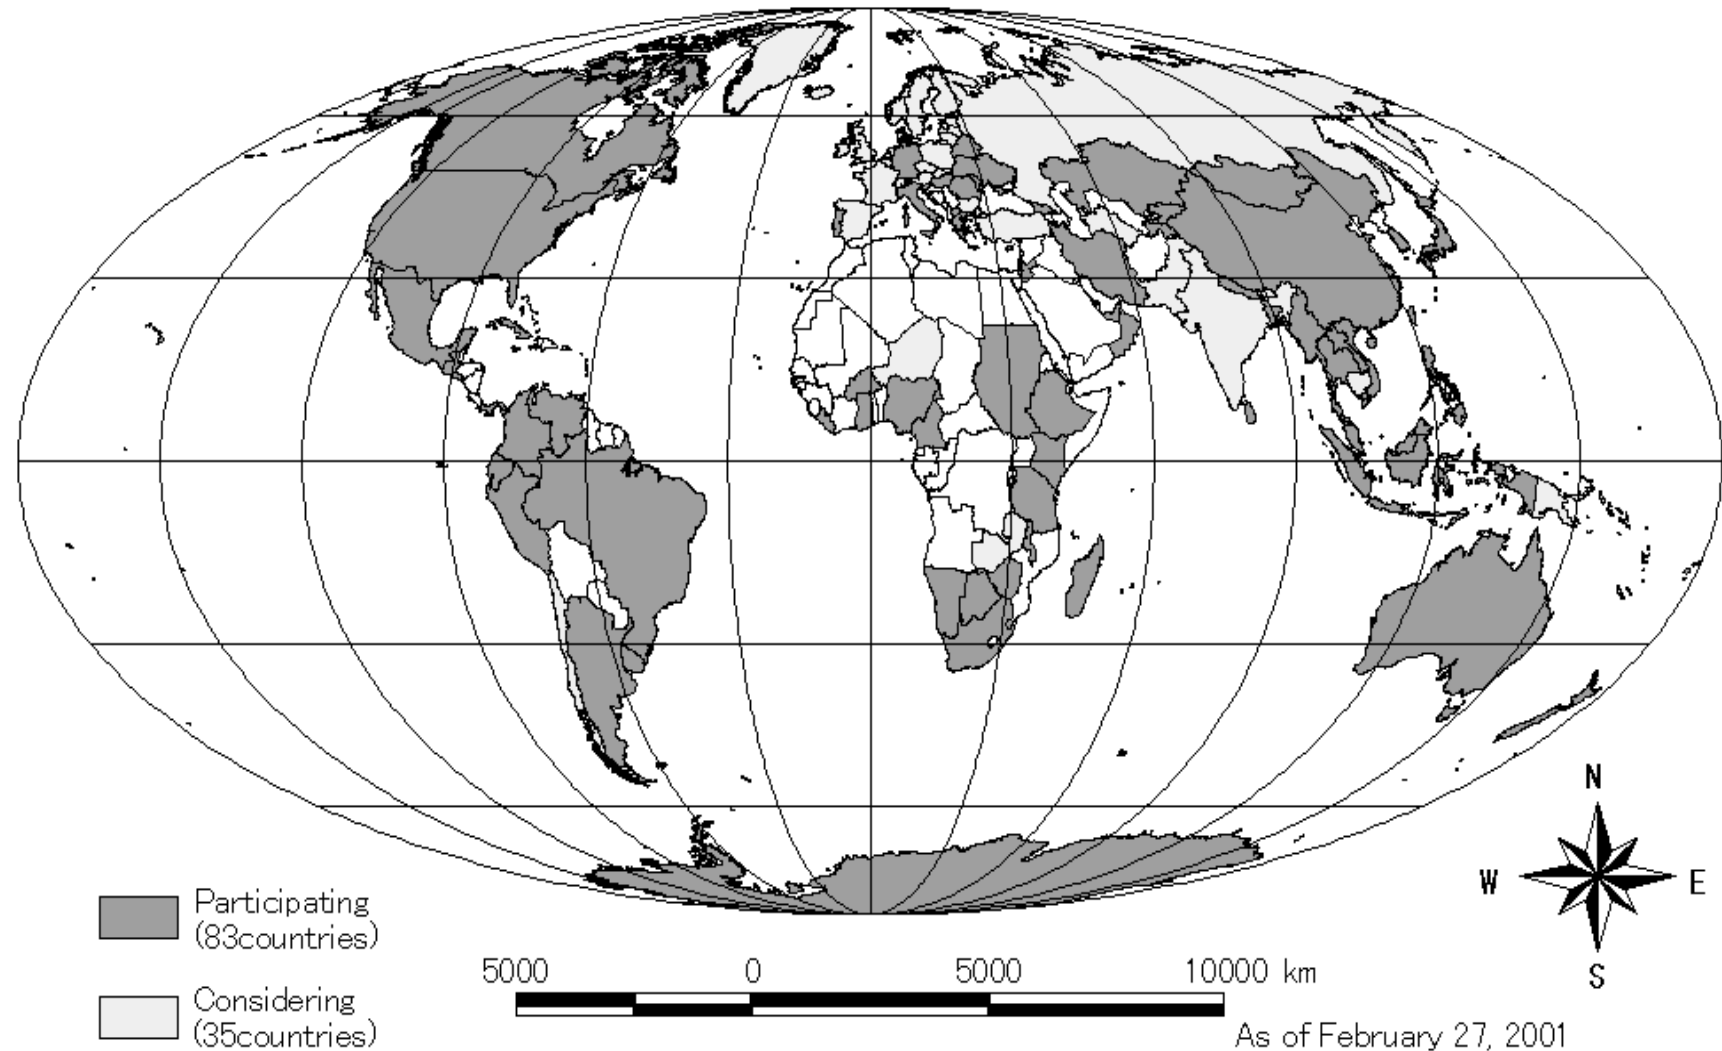 N
W E
S
Participating
(83countries)
5000 0 5000 10000 km
Considering
(35countries)
As of February 27, 2001